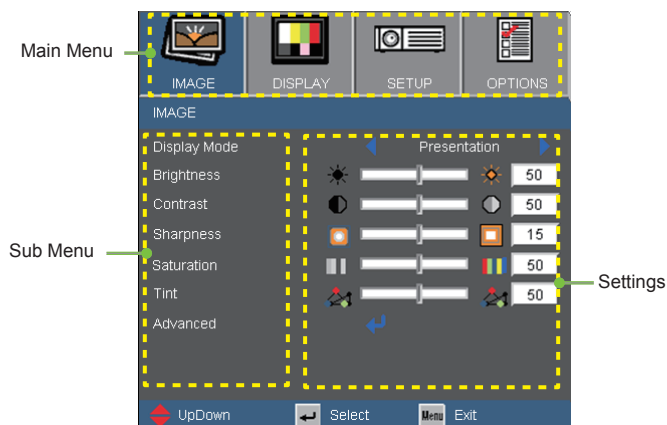 Main Menu
IMAGE DISPLAY SETUP OPTIONS
IMAGE
Display Mode Presentation
Brightness 50
Contrast 50
Sharpness 15
Sub Menu
Saturation 50
Settings
Tint 50
Advanced
UpDown Select Menu Exit